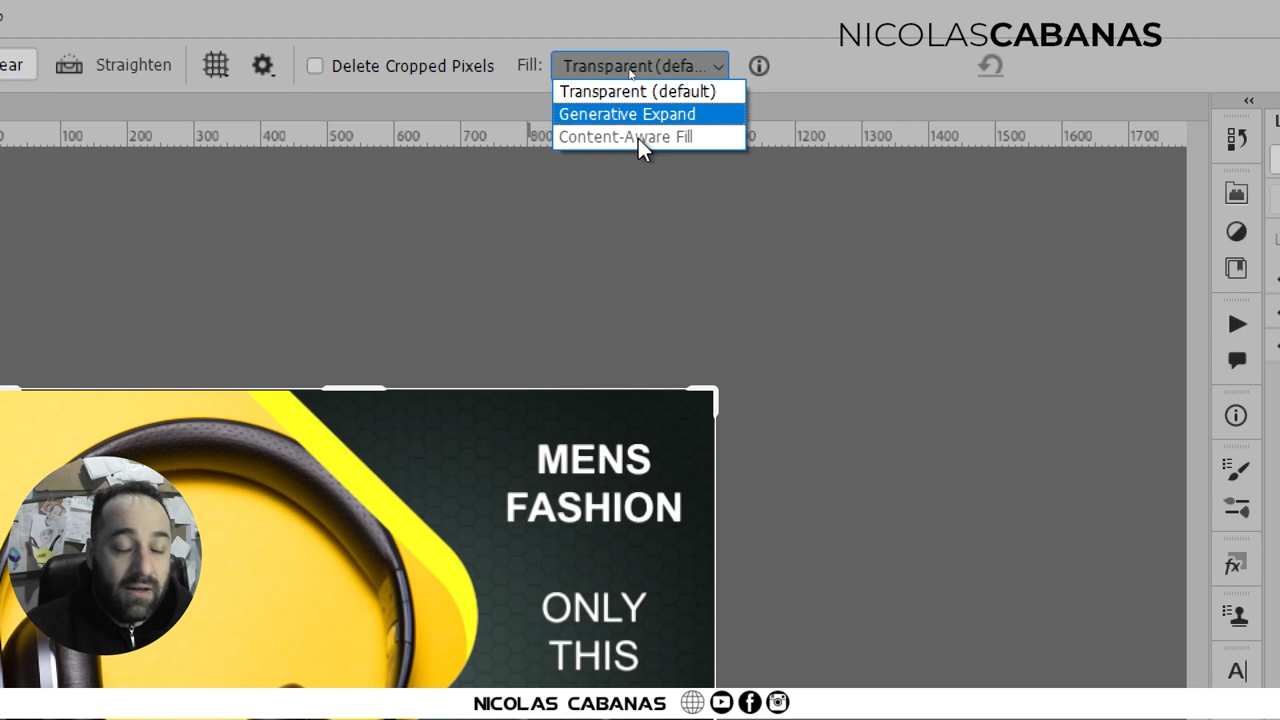 NICOLASCABANAS
ear
Straighten
Delete Cropped Pixels
Fill:
Transparent (defa...
Transparent (default)
Generative Expand
Content-Aware Fill
100 200 300 400 500 600 700 800 1200 1300 1400 1500 1600 1700
MENS
FASHION
ONLY
THIS
NICOLAS CABANAS